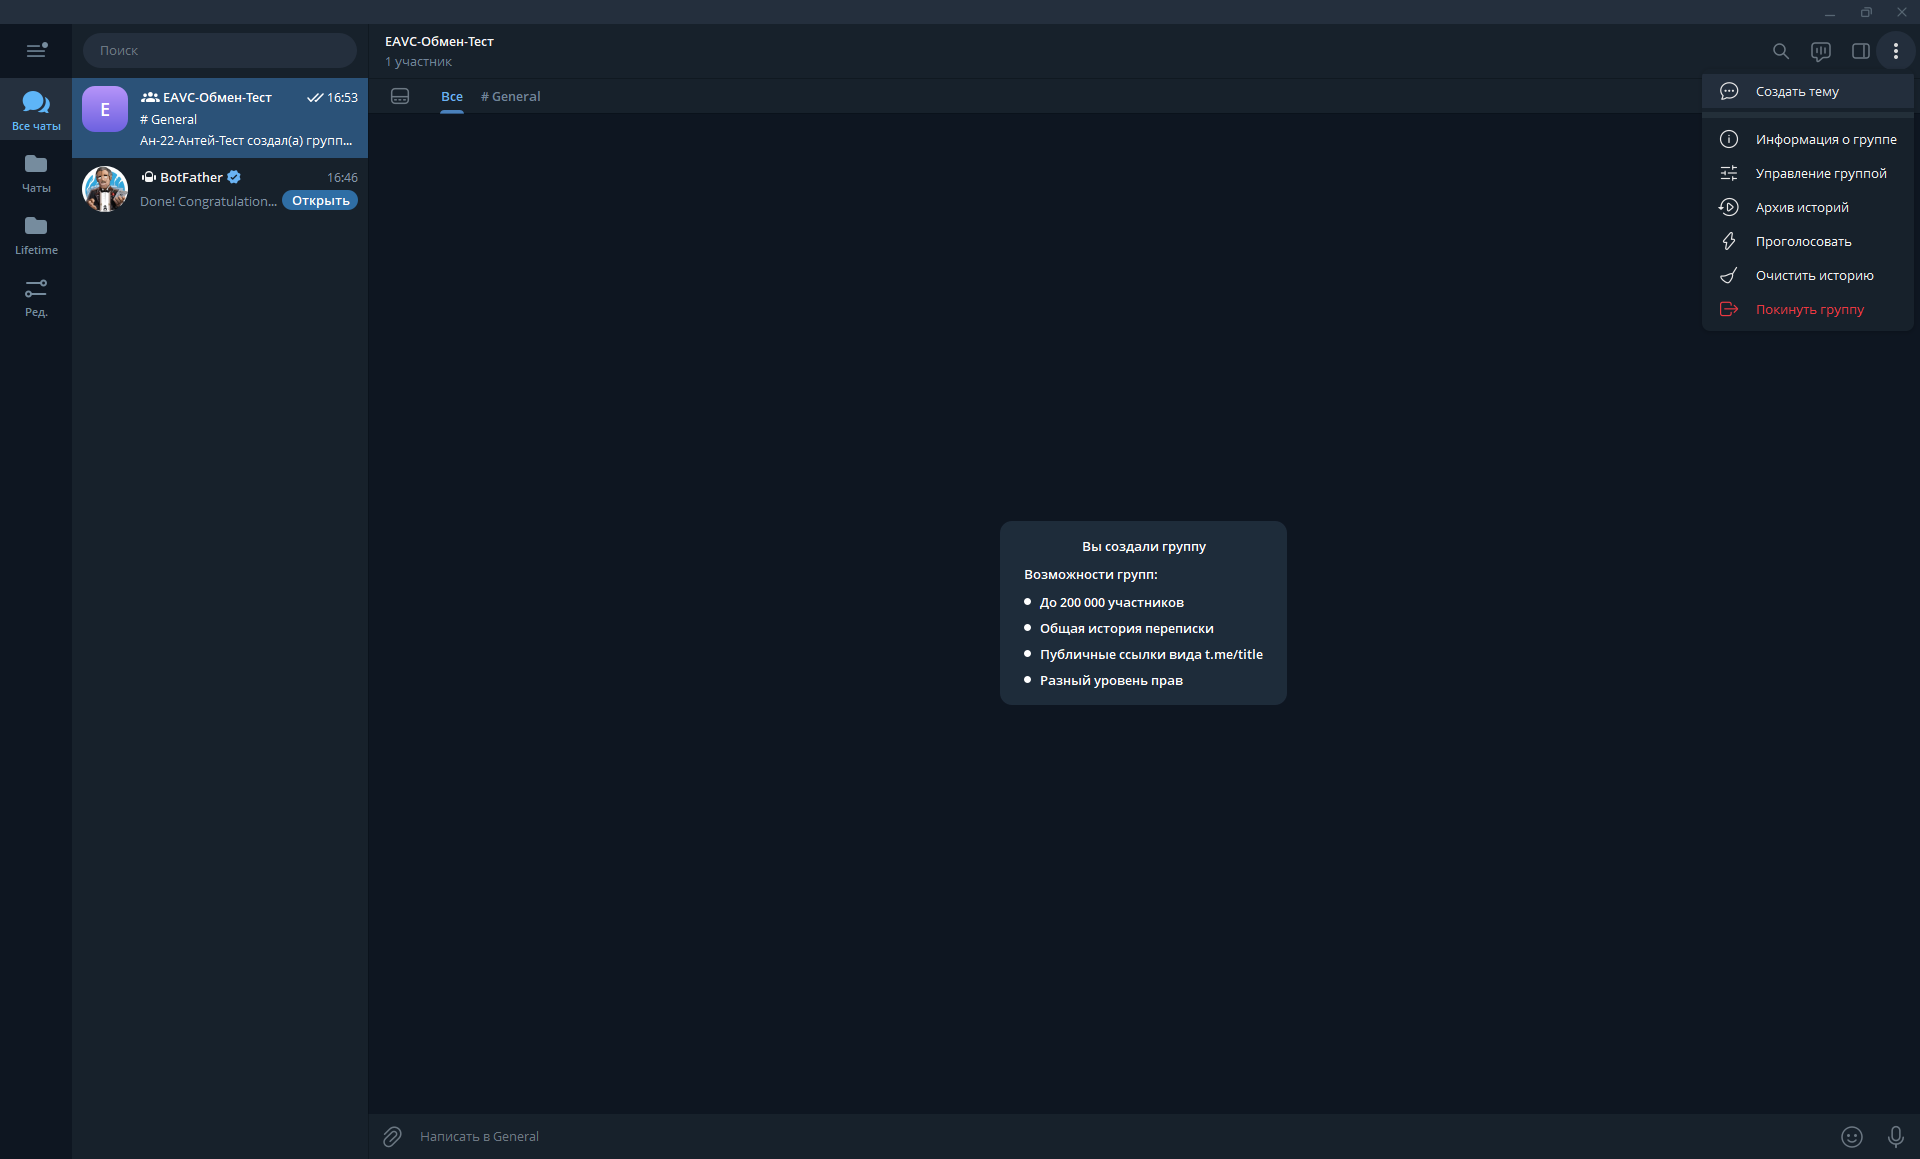 Поиск
Все чаты
Чаты
Lifetime
Ред.
E
EAVC-Обмен-Тест
16:53
# General
Ан-22-Антей-Тест создал(а) групп...
BotFather
16:46
Done! Congratulation...
Открыть
EAVC-Обмен-Тест
1 участник
Все
# General
Создать тему
Информация о группе
Управление группой
Архив историй
Проголосовать
Очистить историю
Покинуть группу
Вы создали группу
Возможности групп:
До 200 000 участников
Общая история переписки
Публичные ссылки вида t.me/title
Разный уровень прав
Написать в General